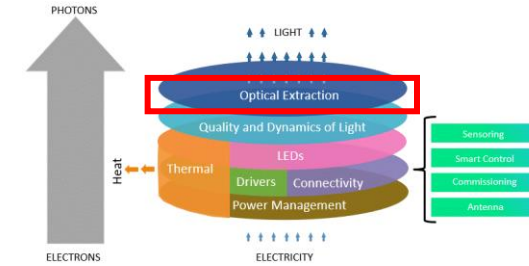 PHOTONS
LIGHT
Optical Extraction
Quality and Dynamics of Light
Sensoring
LEDs
Smart Control
Heat
Thermal
Drivers
Connectivity
Commissioning
Power Management
Antenna
ELECTRONS
ELECTRICITY